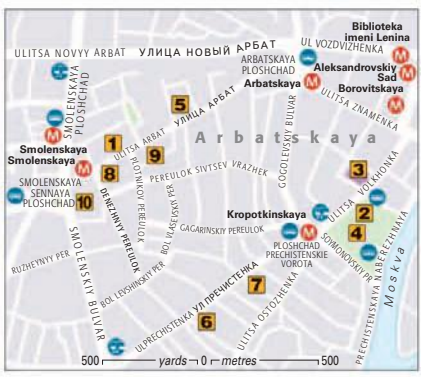 Biblioteka
imeni Lenina
ULITSA NOVYY ARBAT УЛИЦА НОВЫЙ АРБАТ
UL VOZDVIZHENKA
ARBATSKAYA
PLOSHCHAD
Aleksandrovskiy
Sad
Arbatskaya
Borovitskaya
SMOLENSKAYA
PLOSHCHAD
5
УЛИЦА АРБАТ
ULITSA ZNAMENKA
GOGOLEVSKIY BULVAR
Arbatskaya
Smolenskaya
Smolenskaya
1
ULITSA ARBAT
9
8
PLOTNIKOV PEREULOK
PEREULOK SIVTSEV VRAZHEK
3
ULITSA VOLKHONKA
SMOLENSKAYA
SENNAYA
PLOSHCHAD
10
DENEZHNYY PEREULOK
BOL VLASEVSKIY PER
GAGARINSKIY PEREULOK
Kropotkinskaya
2
4
PLOSHCHAD
PRECHISTENSKIE
VOROTA
SOYMONOVSKIY PR
PRECHISTENSKAYA NABEREZHNAYA
Moskva
RUZHEYNYY PER
SMOLENSKIY BULVAR
BOL LEVSHINSKIY PER
UL PRECHISTENKA УЛ ПРЕЧИСТЕНКА
7
6
ULITSA OSTOZHENKA
500 yards 0 metres 500
M
M
M
M
M
M
M